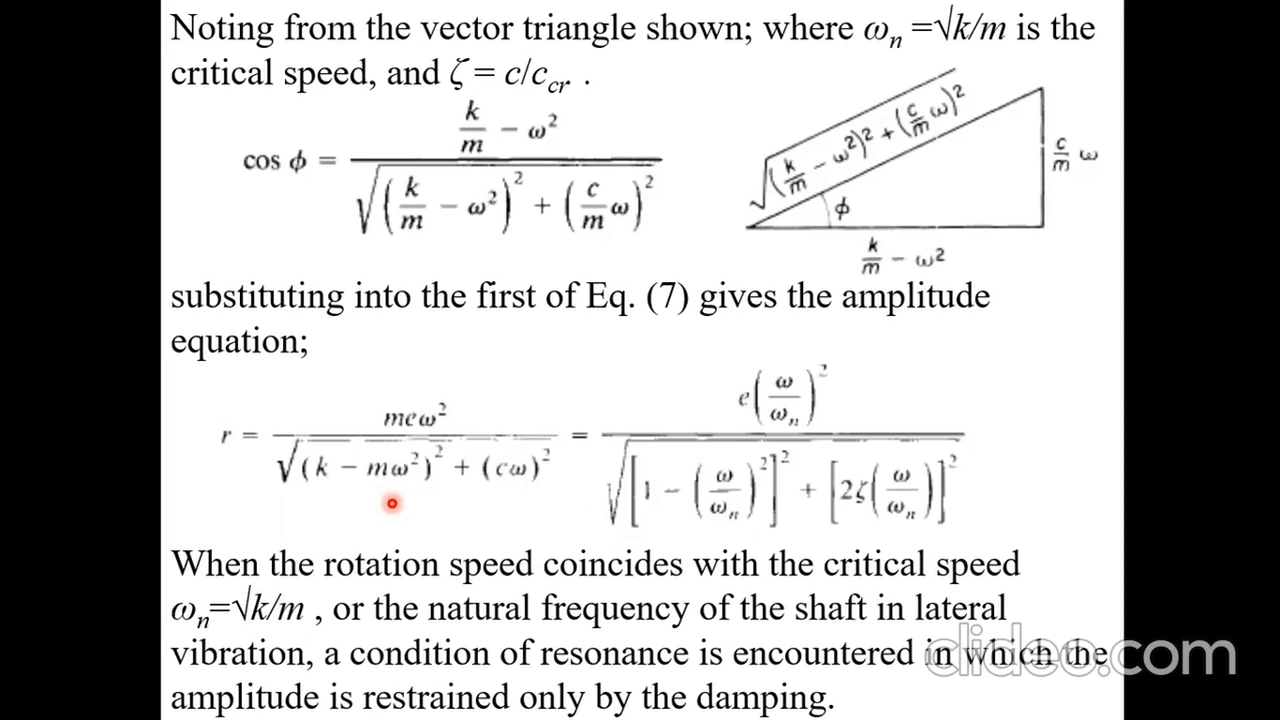 Noting from the vector triangle shown; where ωn =√k/m is the
critical speed, and ζ = c/ccr .
cos ϕ = (k/m − ω²) / √((k/m − ω²)² + (c/m ω)²)
√(k/m − ω²)² + (c/m ω)²
c/m ω
ϕ
k/m − ω²
substituting into the first of Eq. (7) gives the amplitude
equation;
r = meω² / √((k − mω²)² + (cω)²) = e(ω/ωn)² / √([1 − (ω/ωn)²]² + [2ζ(ω/ωn)]²)
When the rotation speed coincides with the critical speed
ωn=√k/m , or the natural frequency of the shaft in lateral
vibration, a condition of resonance is encountered in which the
amplitude is restrained only by the damping.
clideo.com